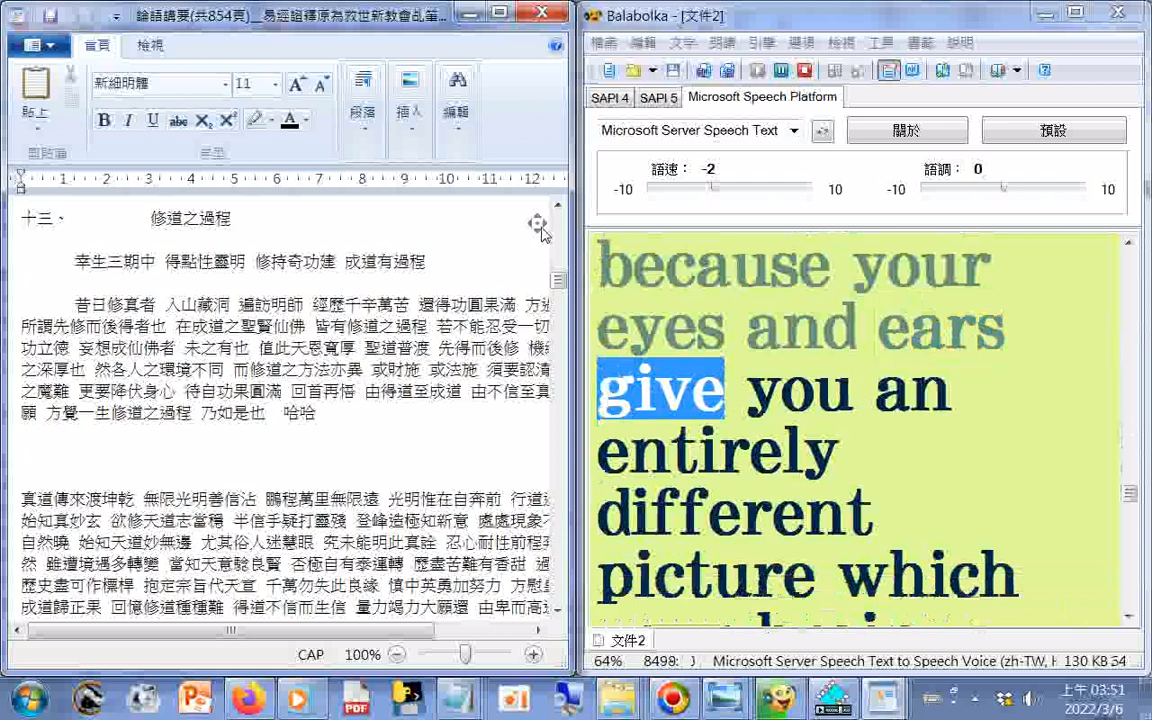 論語講要(共854頁)__易經證釋原為救世新教會乩筆...
首頁
檢視
貼上
剪貼簿
新細明體
11
段落
插入
編輯
字型
1 2 3 4 5 6 7 8 9 10 11 12
十三、 修道之過程
幸生三期中 得點性靈明 修持奇功建 成道有過程
昔日修真者 入山藏洞 遍訪明師 經歷千辛萬苦 還得功圓果滿 方
所謂先修而後得者也 在成道之聖賢仙佛 皆有修道之過程 若不能忍受一切
功立德 妄想成仙佛者 未之有也 值此天恩寬厚 聖道普渡 先得而後修 機
之深厚也 然各人之環境不同 而修道之方法亦異 或財施 或法施 須要認清
之魔難 更要降伏身心 待自功果圓滿 回首再悟 由得道至成道 由不信至真
願 方覺一生修道之過程 乃如是也 哈哈
真道傳來渡坤乾 無限光明善信沾 鵬程萬里無限遠 光明惟在自奔前 行道
始知真妙玄 欲修天道志當穩 半信乎疑打靈殘 登峰造極知新意 處處現象
自然曉 始知天道妙無邊 尤其俗人迷慧眼 究未能明此真詮 忍心耐性前程
然 雖遭境遇多轉變 當知天意驗良賢 否極自有泰運轉 歷盡苦難有香甜 過
歷史盡可作標桿 抱定宗旨代天宣 千萬勿失此良緣 慎中英勇加努力 方慰
成道歸正果 回憶修道種種難 得道不信而生信 量力竭力大願還 由卑而高
CAP 100%
Balabolka - [文件2]
檔案 編輯 文字 朗讀 引擎 選項 檢視 工具 書籤 說明
SAPI 4 SAPI 5 Microsoft Speech Platform
Microsoft Server Speech Text
關於
預設
語速： -2
語調： 0
-10 10 -10 10
because your
eyes and ears
give you an
entirely
different
picture which
文件2
64% 8498: Microsoft Server Speech Text to Speech Voice (zh-TW, H 130 KB
上午 03:51
2022/3/6